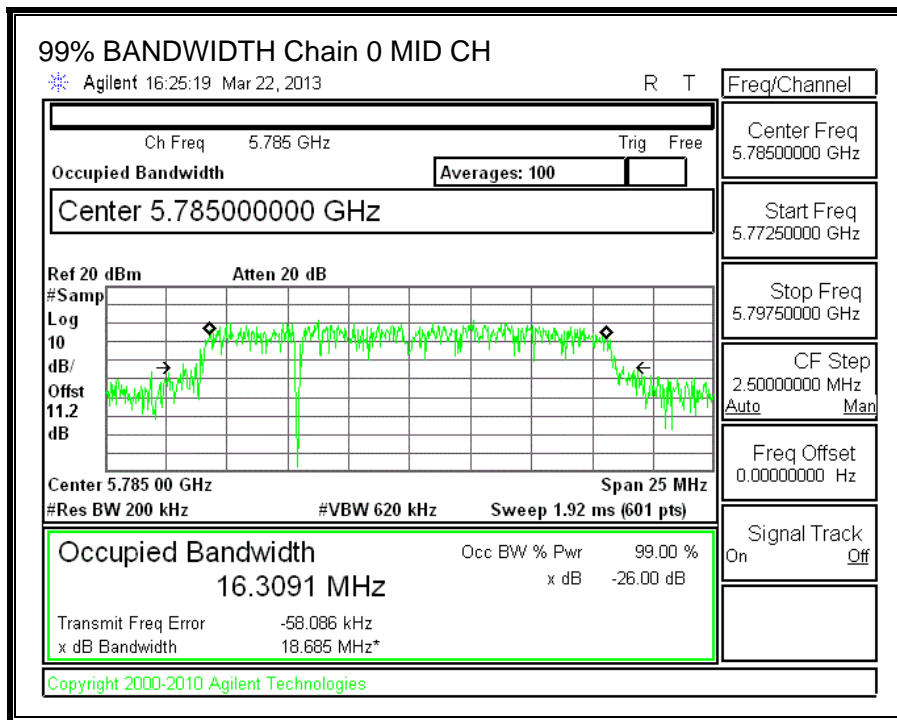 99% BANDWIDTH Chain 0 MID CH
Agilent 16:25:19 Mar 22, 2013 R T
Freq/Channel
Ch Freq 5.785 GHz Trig Free
Occupied Bandwidth Averages: 100
Center 5.785000000 GHz
Center Freq
5.78500000 GHz
Start Freq
5.77250000 GHz
Stop Freq
5.79750000 GHz
CF Step
2.50000000 MHz
Auto Man
Freq Offset
0.00000000 Hz
Signal Track
On Off
Ref 20 dBm Atten 20 dB
#Samp
Log
10
dB/
Offst
11.2
dB
Center 5.785 00 GHz Span 25 MHz
#Res BW 200 kHz #VBW 620 kHz Sweep 1.92 ms (601 pts)
Occupied Bandwidth Occ BW % Pwr 99.00 %
16.3091 MHz x dB -26.00 dB
Transmit Freq Error -58.086 kHz
x dB Bandwidth 18.685 MHz*
Copyright 2000-2010 Agilent Technologies